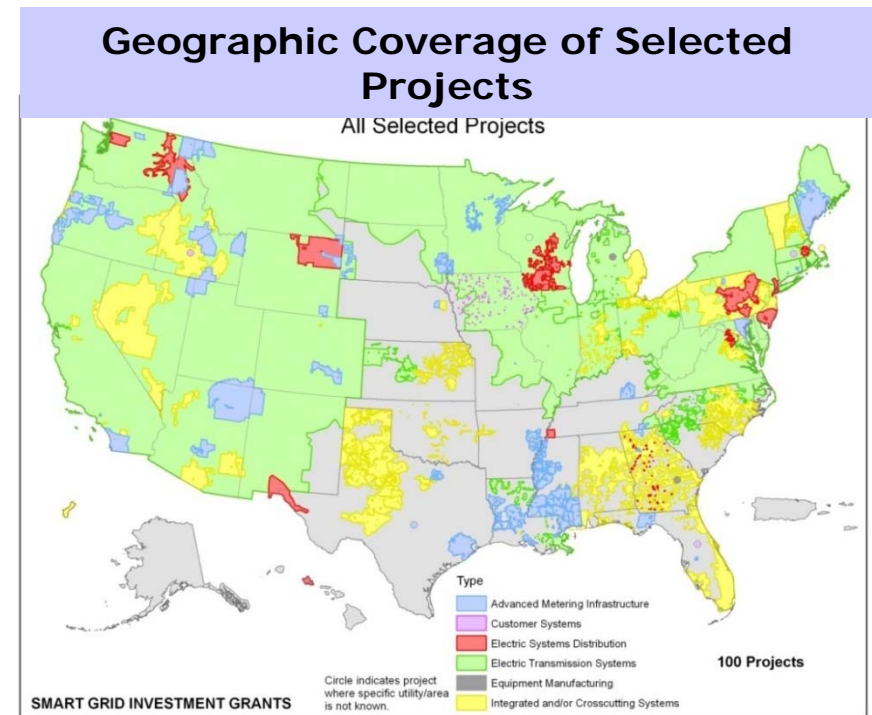 Geographic Coverage of Selected
Projects
All Selected Projects
Type
Advanced Metering Infrastructure
Customer Systems
Electric Systems Distribution
Electric Transmission Systems
Equipment Manufacturing
Integrated and/or Crosscutting Systems
100 Projects
Circle indicates project
where specific utility/area
is not known.
SMART GRID INVESTMENT GRANTS